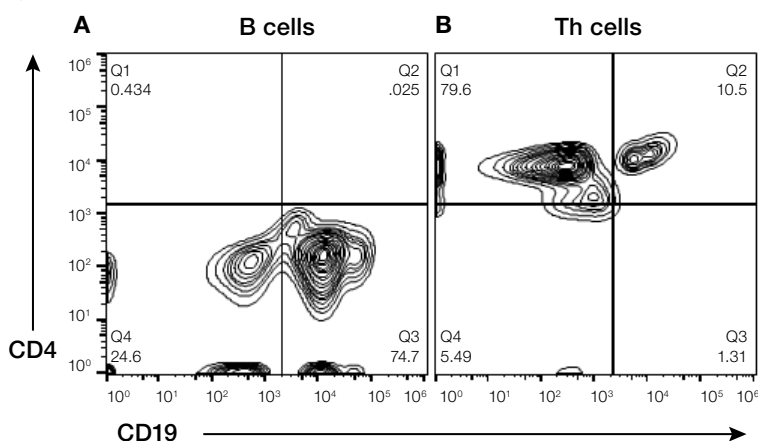 A B cells
B Th cells
Q1
0.434
Q2
.025
Q1
79.6
Q2
10.5
10⁶
10⁵
10⁴
10³
10²
10¹
10⁰
Q4
24.6
Q3
74.7
Q4
5.49
Q3
1.31
CD4
10⁰ 10¹ 10² 10³ 10⁴ 10⁵ 10⁶
10⁰ 10¹ 10² 10³ 10⁴ 10⁵ 10⁶
CD19